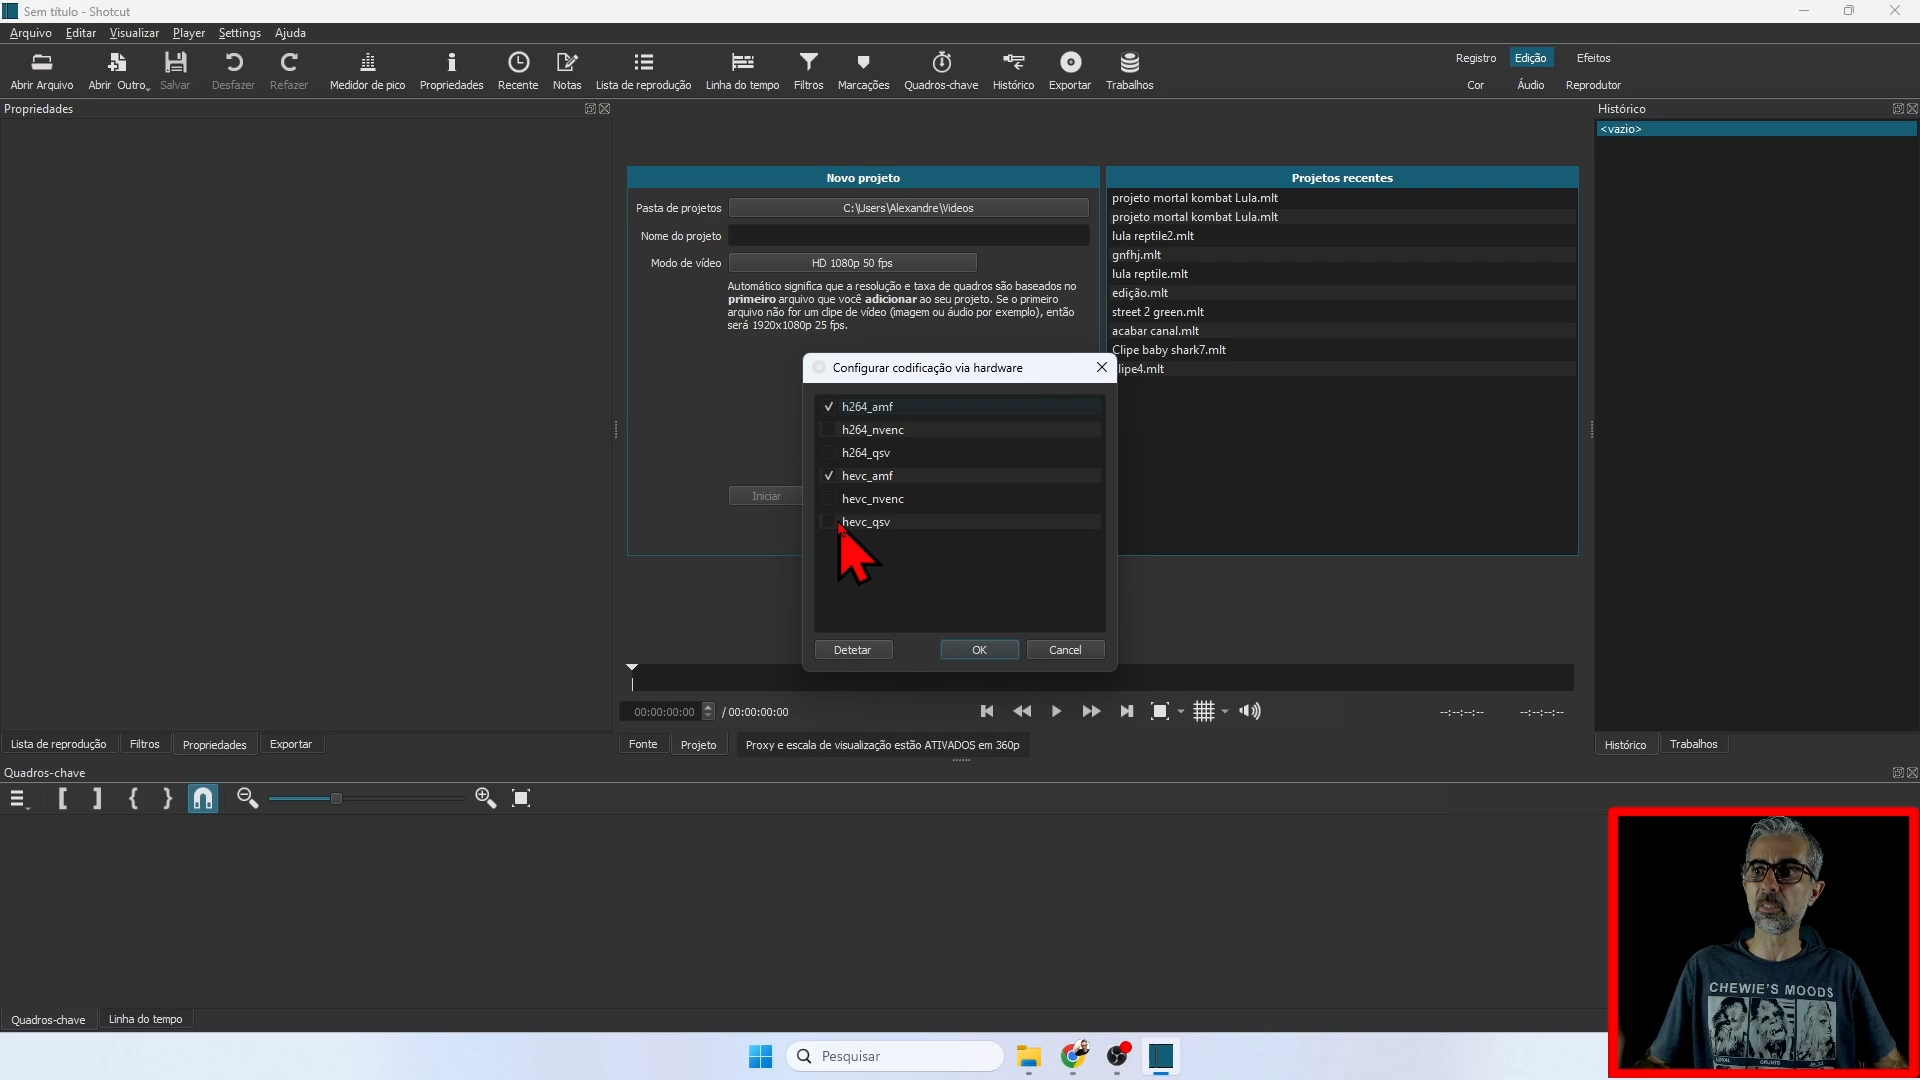 Sem título - Shotcut
Arquivo Editar Visualizar Player Settings Ajuda
Abrir Arquivo Abrir Outro Salvar Desfazer Refazer Medidor de pico Propriedades Recente Notas Lista de reprodução Linha do tempo Filtros Marcações Quadros-chave Histórico Exportar Trabalhos
Registro Edição Efeitos
Cor Áudio Reprodutor
Propriedades
Histórico
<vazio>
Novo projeto
Pasta de projetos C:\Users\Alexandre\Videos
Nome do projeto
Modo de vídeo HD 1080p 50 fps
Automático significa que a resolução e taxa de quadros são baseados no
primeiro arquivo que você adicionar ao seu projeto. Se o primeiro
arquivo não for um clipe de vídeo (imagem ou áudio por exemplo), então
será 1920x1080p 25 fps.
Iniciar
Projetos recentes
projeto mortal kombat Lula.mlt
projeto mortal kombat Lula.mlt
lula reptile2.mlt
gnfhj.mlt
lula reptile.mlt
edição.mlt
street 2 green.mlt
acabar canal.mlt
Clipe baby shark7.mlt
lipe4.mlt
Configurar codificação via hardware
h264_amf
h264_nvenc
h264_qsv
hevc_amf
hevc_nvenc
hevc_qsv
Detetar OK Cancel
00:00:00:00 / 00:00:00:00
--:--:--:-- --:--:--:--
Lista de reprodução Filtros Propriedades Exportar
Fonte Projeto Proxy e escala de visualização estão ATIVADOS em 360p
Histórico Trabalhos
Quadros-chave
Quadros-chave Linha do tempo
Pesquisar
CHEWIE'S MOODS
LOYAL GRUNTS